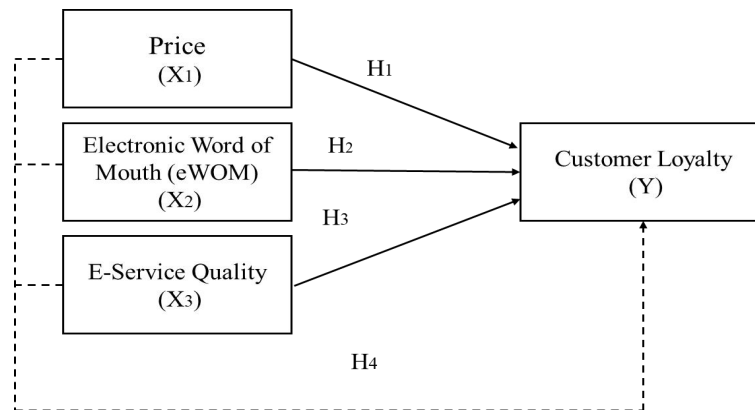 Price
(X1)
H1
Electronic Word of
Mouth (eWOM)
(X2)
H2
Customer Loyalty
(Y)
H3
E-Service Quality
(X3)
H4